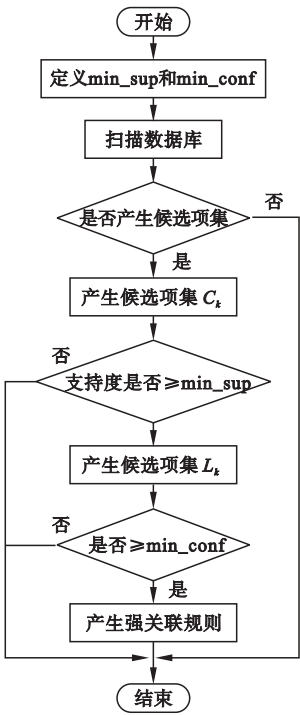 开始
定义min_sup和min_conf
扫描数据库
是否产生候选项集
否
是
产生候选项集 Cₖ
否
支持度是否≥min_sup
产生候选项集 Lₖ
否
是否≥min_conf
是
产生强关联规则
结束